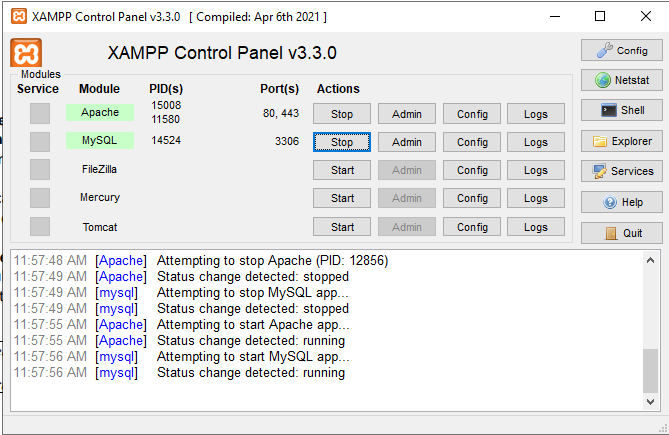 XAMPP Control Panel v3.3.0 [ Compiled: Apr 6th 2021 ]
XAMPP Control Panel v3.3.0
Modules
Service Module PID(s) Port(s) Actions
Apache 15008 11580 80, 443 Stop Admin Config Logs
MySQL 14524 3306 Stop Admin Config Logs
FileZilla Start Admin Config Logs
Mercury Start Admin Config Logs
Tomcat Start Admin Config Logs
Config
Netstat
Shell
Explorer
Services
Help
Quit
11:57:48 AM [Apache] Attempting to stop Apache (PID: 12856)
11:57:49 AM [Apache] Status change detected: stopped
11:57:49 AM [mysql] Attempting to stop MySQL app...
11:57:49 AM [mysql] Status change detected: stopped
11:57:55 AM [Apache] Attempting to start Apache app...
11:57:55 AM [Apache] Status change detected: running
11:57:56 AM [mysql] Attempting to start MySQL app...
11:57:56 AM [mysql] Status change detected: running